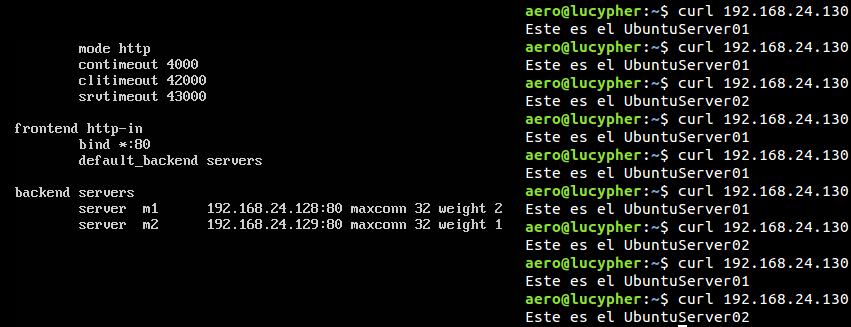 mode http
contimeout 4000
clitimeout 42000
srvtimeout 43000
frontend http-in
bind *:80
default_backend servers
backend servers
server m1 192.168.24.128:80 maxconn 32 weight 2
server m2 192.168.24.129:80 maxconn 32 weight 1
aero@lucypher:~$ curl 192.168.24.130
Este es el UbuntuServer01
aero@lucypher:~$ curl 192.168.24.130
Este es el UbuntuServer01
aero@lucypher:~$ curl 192.168.24.130
Este es el UbuntuServer02
aero@lucypher:~$ curl 192.168.24.130
Este es el UbuntuServer01
aero@lucypher:~$ curl 192.168.24.130
Este es el UbuntuServer01
aero@lucypher:~$ curl 192.168.24.130
Este es el UbuntuServer01
aero@lucypher:~$ curl 192.168.24.130
Este es el UbuntuServer02
aero@lucypher:~$ curl 192.168.24.130
Este es el UbuntuServer01
aero@lucypher:~$ curl 192.168.24.130
Este es el UbuntuServer02